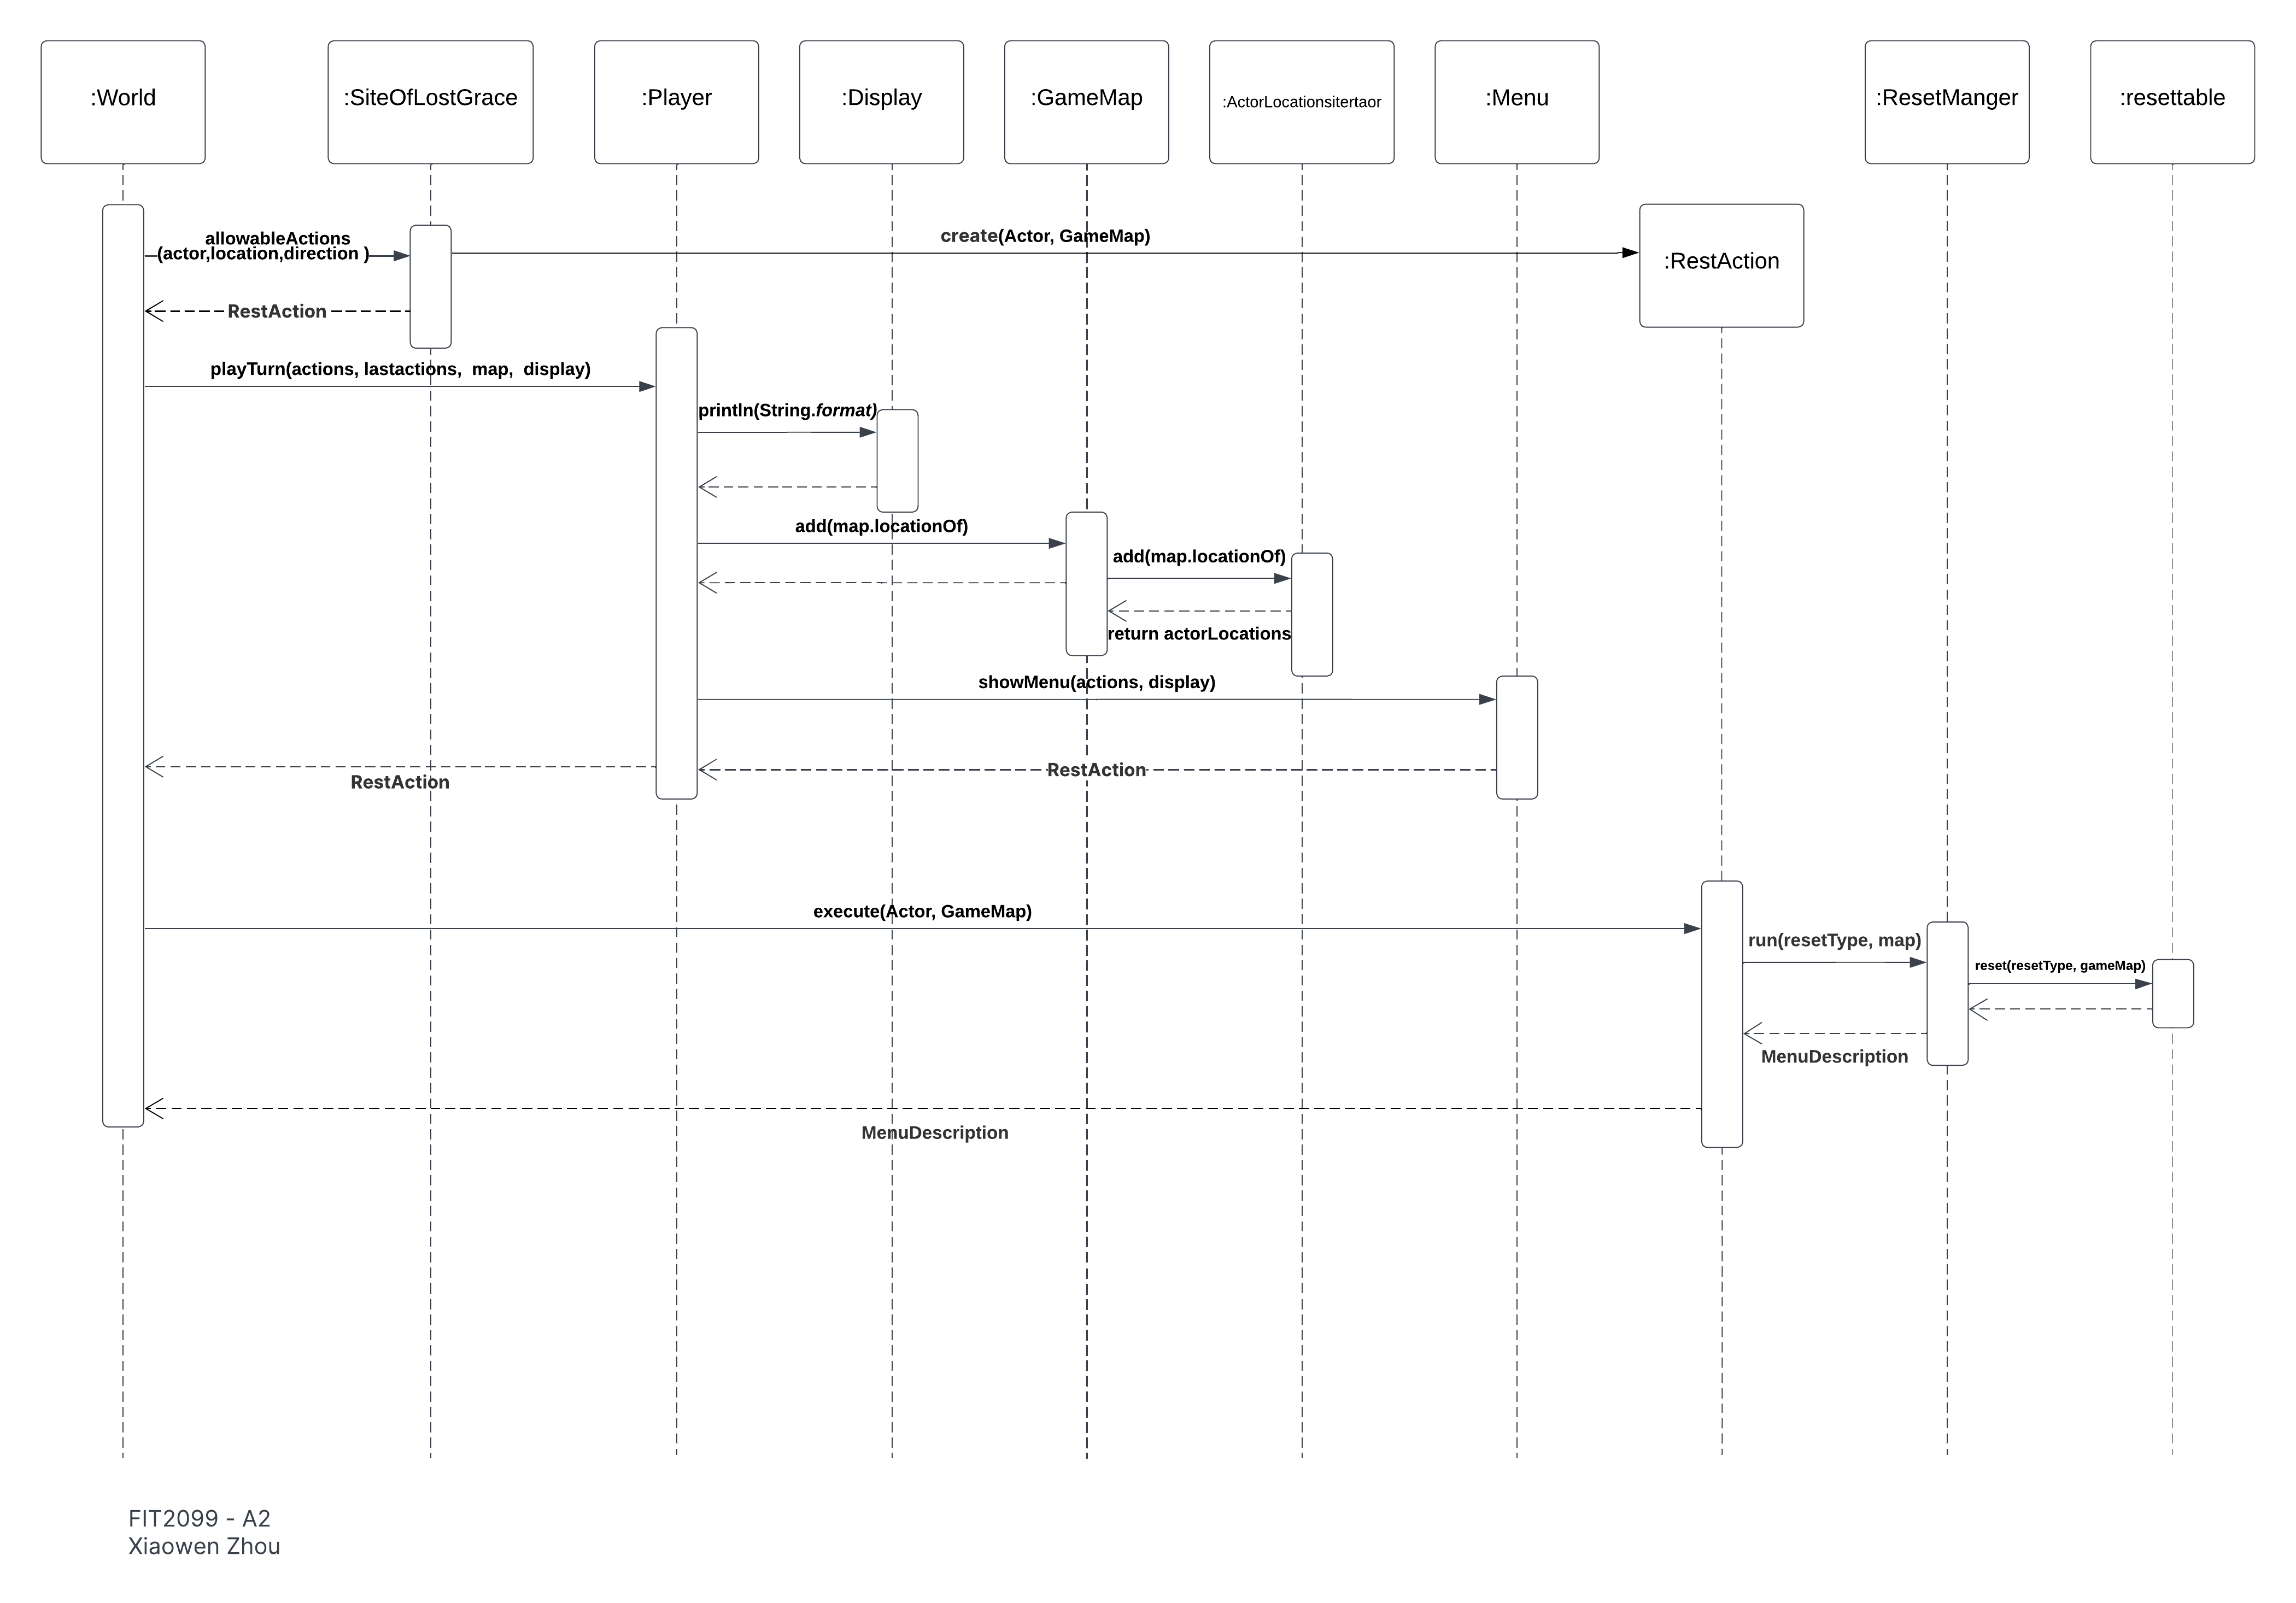 :World
:SiteOfLostGrace
:Player
:Display
:GameMap
:ActorLocationsitertaor
:Menu
:ResetManger
:resettable
allowableActions
(actor,location,direction )
create(Actor, GameMap)
:RestAction
RestAction
playTurn(actions, lastactions, map, display)
println(String.format)
add(map.locationOf)
add(map.locationOf)
return actorLocations
showMenu(actions, display)
RestAction
RestAction
execute(Actor, GameMap)
run(resetType, map)
reset(resetType, gameMap)
MenuDescription
MenuDescription
FIT2099 - A2
Xiaowen Zhou